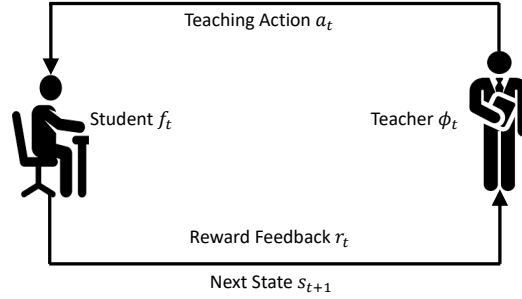 Teaching Action a_t
Student f_t
Teacher ϕ_t
Reward Feedback r_t
Next State s_{t+1}